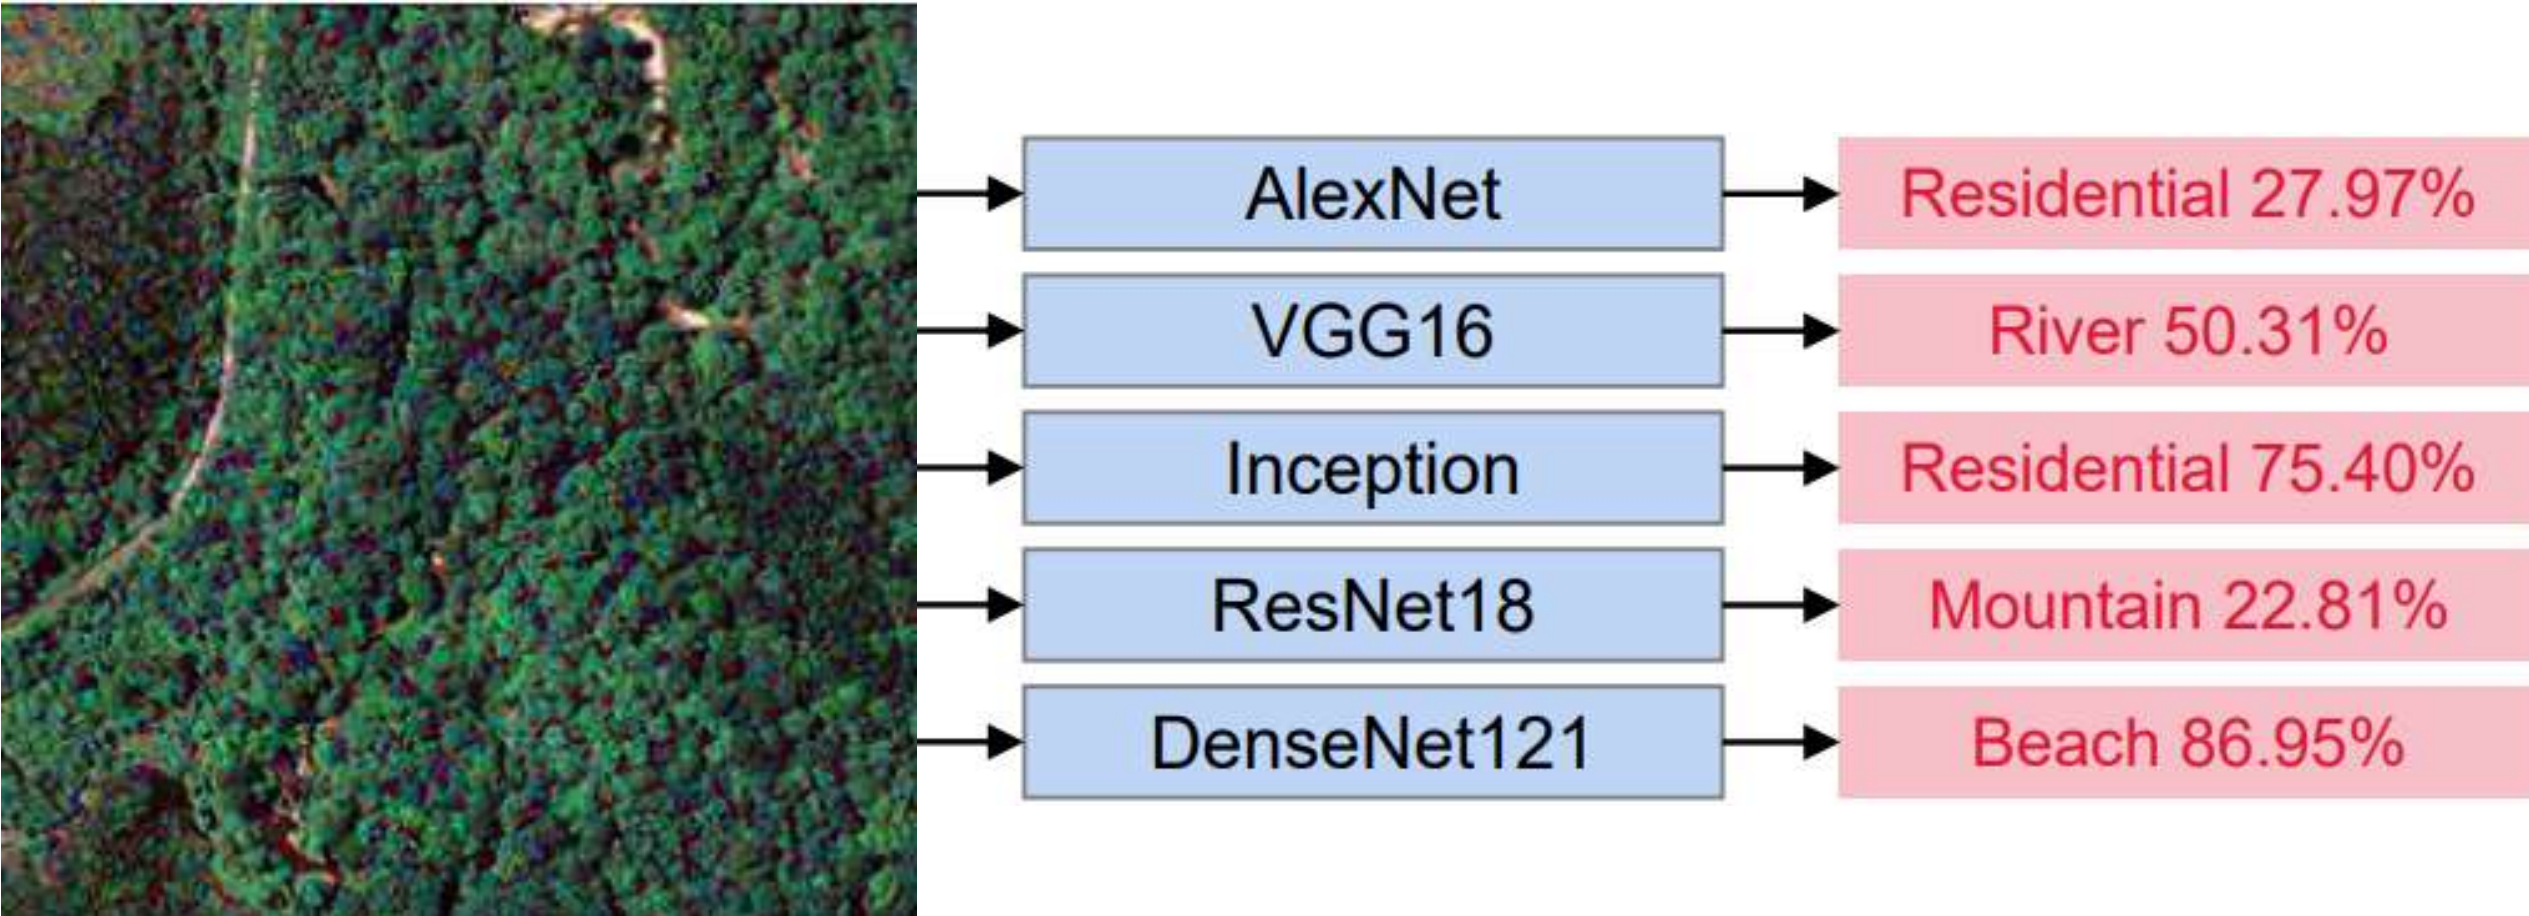 AlexNet
Residential 27.97%
VGG16
River 50.31%
Inception
Residential 75.40%
ResNet18
Mountain 22.81%
DenseNet121
Beach 86.95%